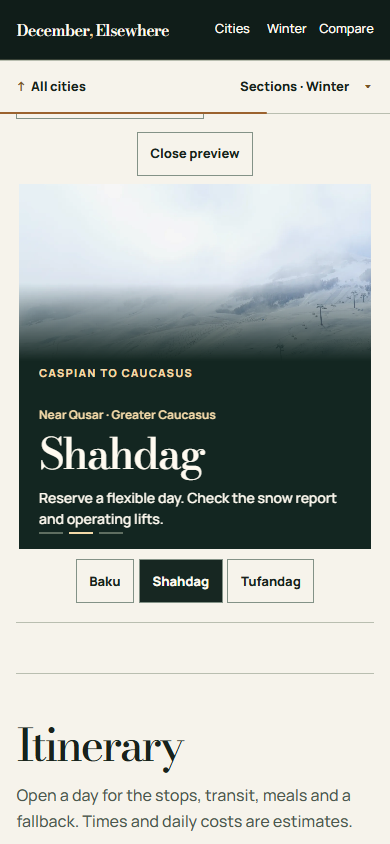 December, Elsewhere
Cities Winter Compare
↑ All cities
Sections · Winter
Close preview
CASPIAN TO CAUCASUS
Near Qusar · Greater Caucasus
Shahdag
Reserve a flexible day. Check the snow report
and operating lifts.
Baku Shahdag Tufandag
Itinerary
Open a day for the stops, transit, meals and a
fallback. Times and daily costs are estimates.